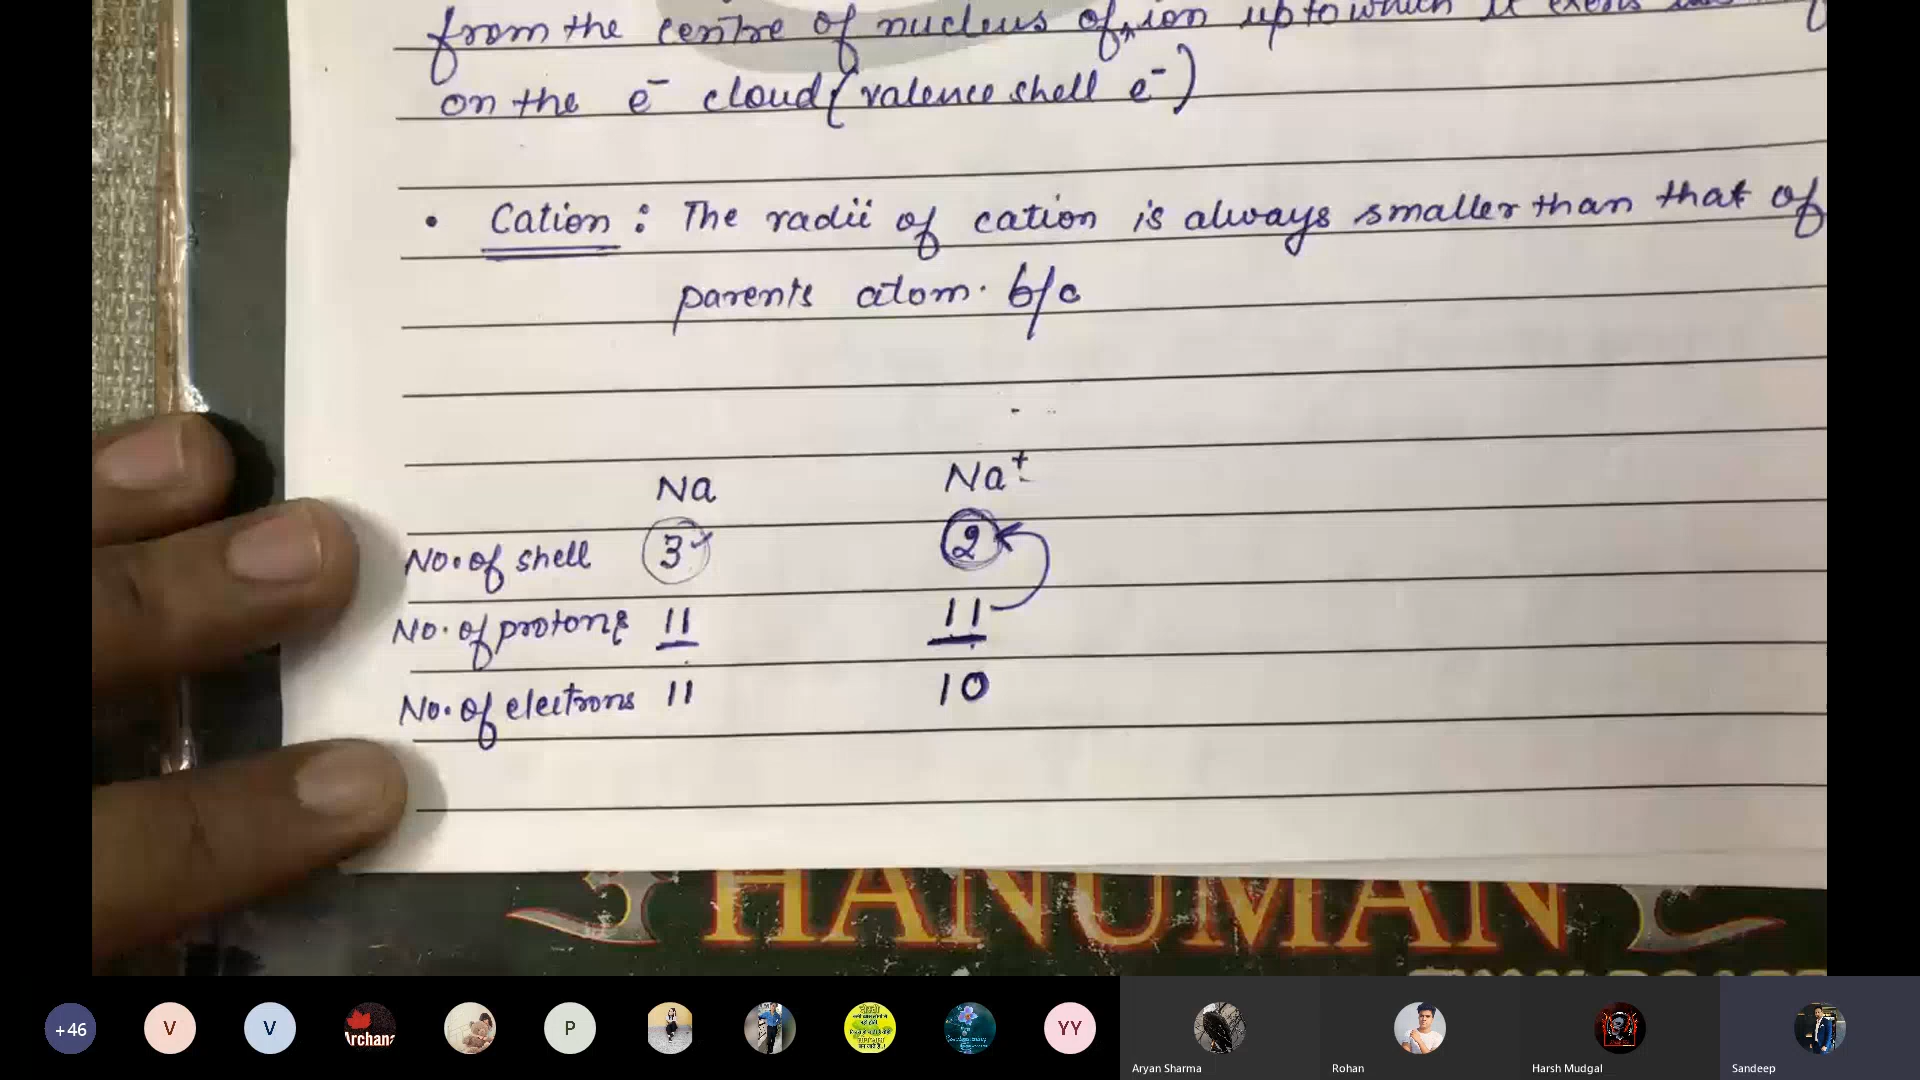 from the centre of nucleus of ion upto which it exerts
on the e⁻ cloud (valence shell e⁻)
• Cation : The radii of cation is always smaller than that of
parents atom. b/c
Na Na⁺
No. of shell 3 2
No. of protons 11 11
No. of electrons 11 10
HANUMAN
+46 V V Archana P YY
Aryan Sharma Rohan Harsh Mudgal Sandeep